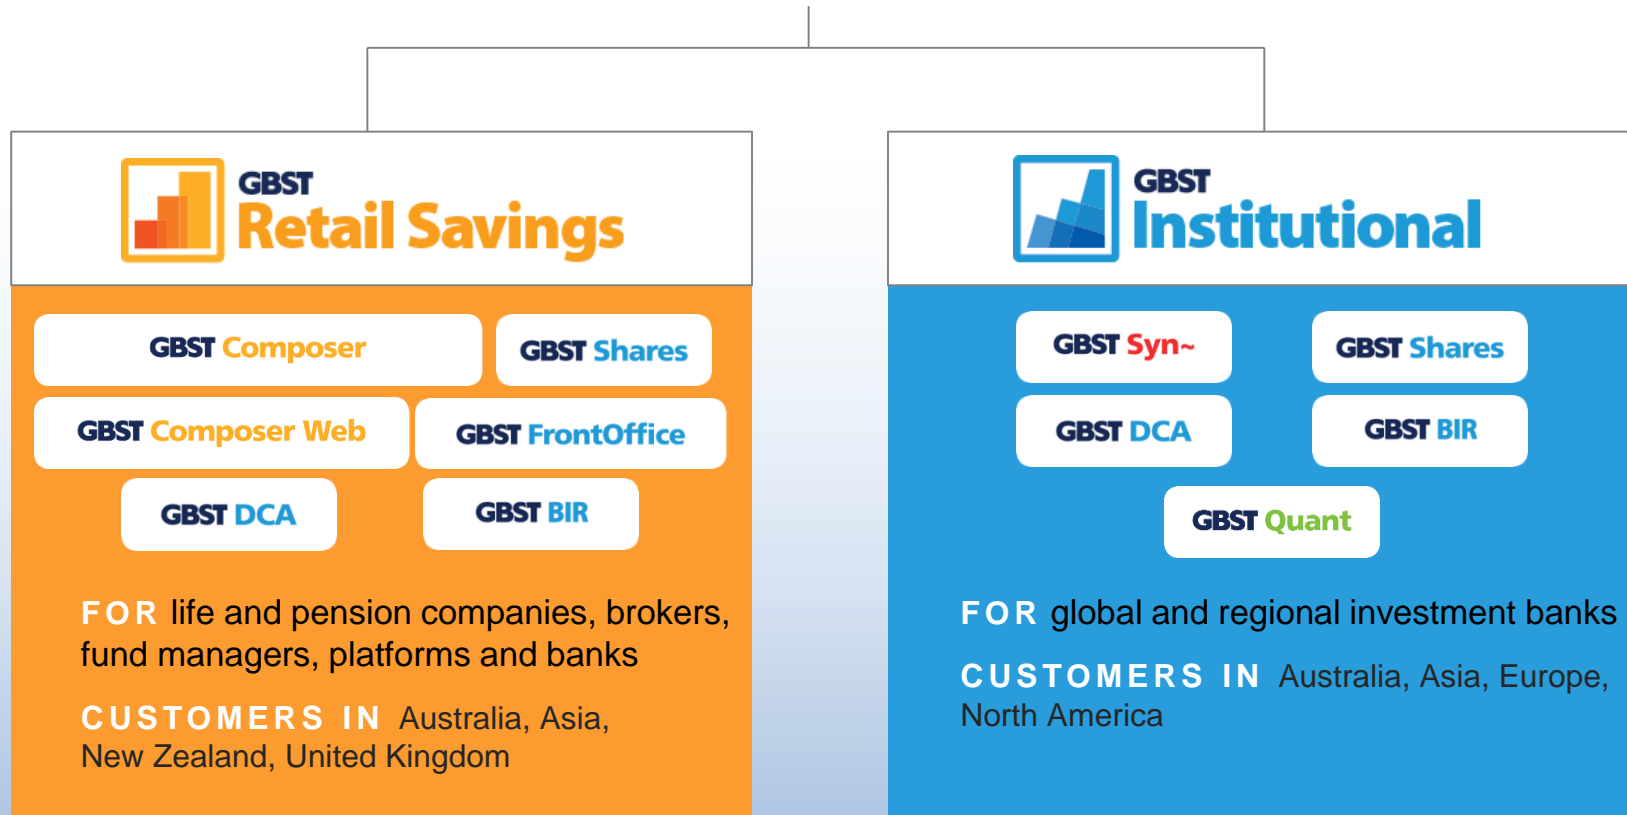 GBST
Retail Savings
GBST Composer
GBST Shares
GBST Composer Web
GBST FrontOffice
GBST DCA
GBST BIR
FOR life and pension companies, brokers,
fund managers, platforms and banks
CUSTOMERS IN Australia, Asia,
New Zealand, United Kingdom
GBST
Institutional
GBST Syn~
GBST Shares
GBST DCA
GBST BIR
GBST Quant
FOR global and regional investment banks
CUSTOMERS IN Australia, Asia, Europe,
North America